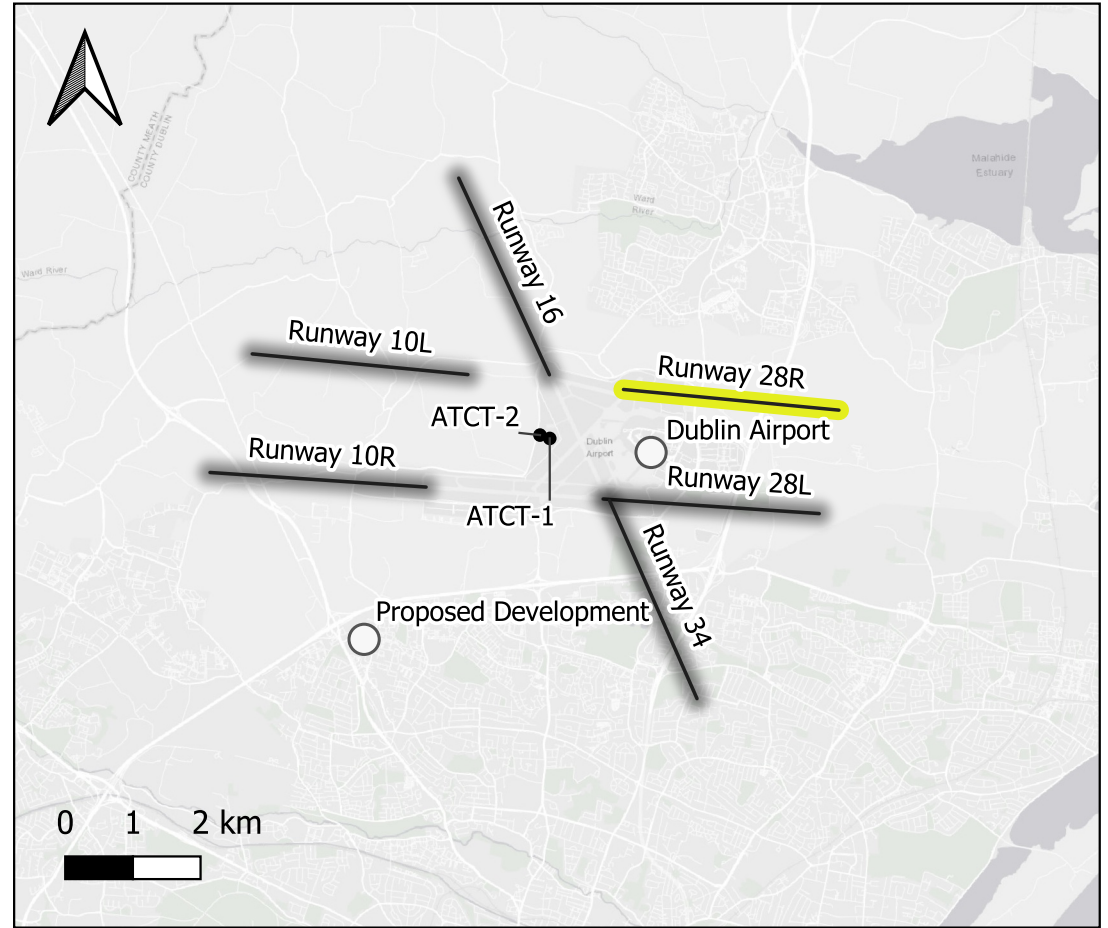 COUNTY MEATH
COUNTY DUBLIN
Malahide
Estuary
Ward
River
Runway 16
Ward River
Runway 10L
Runway 28R
ATCT-2
Dublin Airport
Dublin
Airport
Runway 10R
Runway 28L
ATCT-1
Runway 34
Proposed Development
0 1 2 km